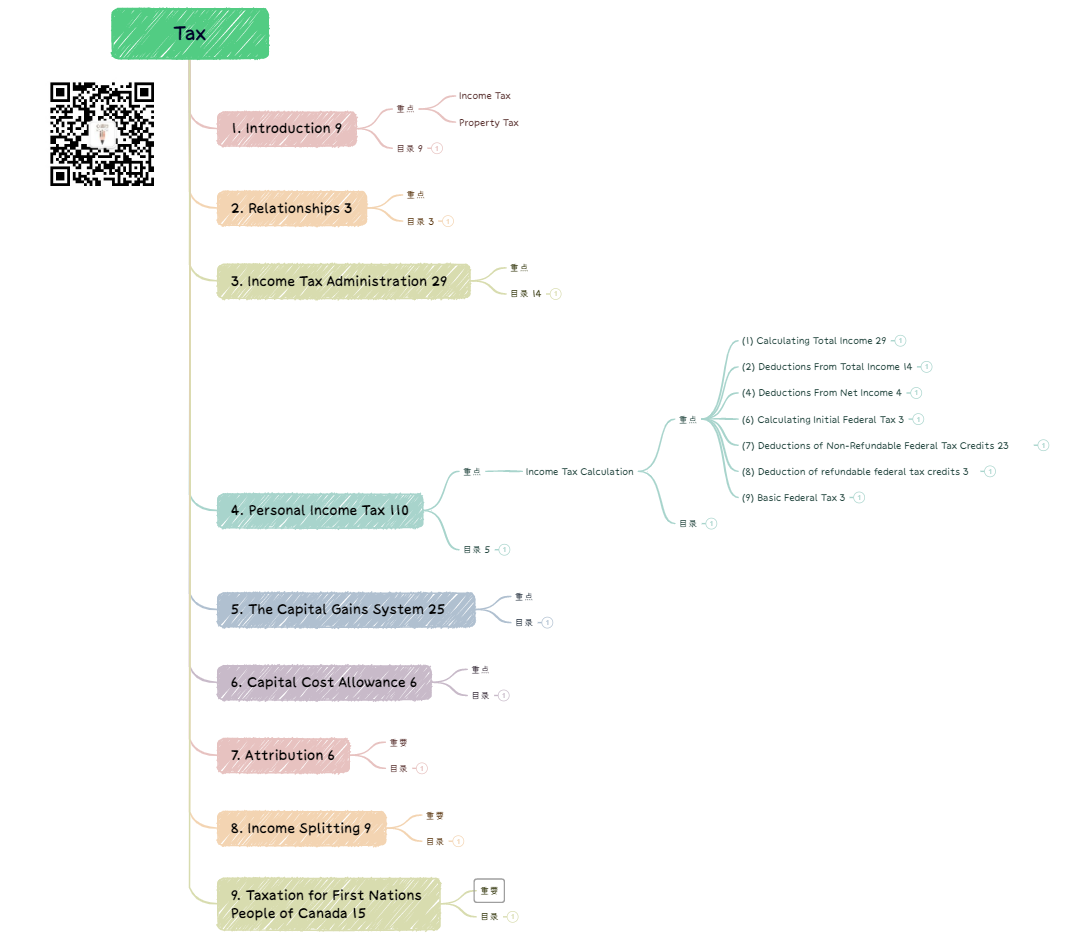 Tax
1. Introduction 9
重点
Income Tax
Property Tax
目录 9
1
2. Relationships 3
重点
目录 3
1
3. Income Tax Administration 29
重点
目录 14
1
4. Personal Income Tax 110
重点
Income Tax Calculation
重点
(1) Calculating Total Income 29
1
(2) Deductions From Total Income 14
1
(4) Deductions From Net Income 4
1
(6) Calculating Initial Federal Tax 3
1
(7) Deductions of Non-Refundable Federal Tax Credits 23
1
(8) Deduction of refundable federal tax credits 3
1
(9) Basic Federal Tax 3
1
目录
1
目录 5
1
5. The Capital Gains System 25
重点
目录
1
6. Capital Cost Allowance 6
重点
目录
1
7. Attribution 6
重要
目录
1
8. Income Splitting 9
重要
目录
1
9. Taxation for First Nations
People of Canada 15
重要
目录
1